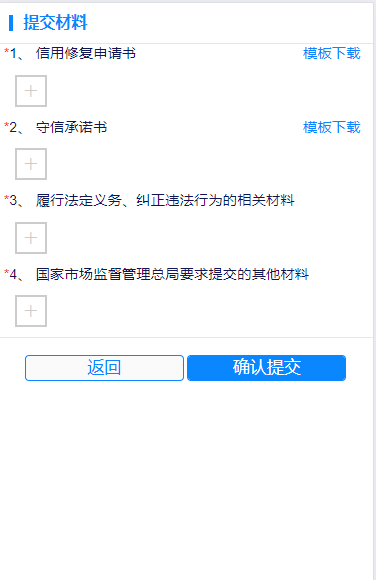 提交材料
*1、 信用修复申请书 模板下载
*2、 守信承诺书 模板下载
*3、 履行法定义务、纠正违法行为的相关材料
*4、 国家市场监督管理总局要求提交的其他材料
返回 确认提交